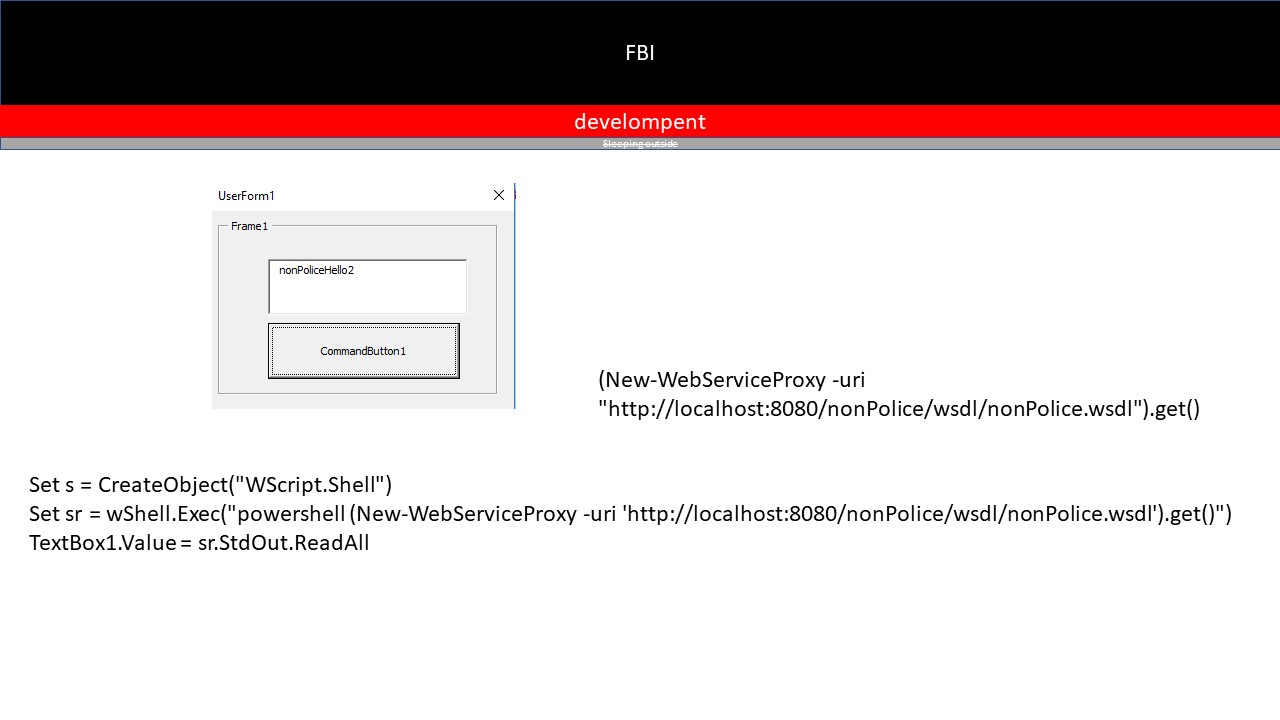 FBI
develompent
Sleeping outside
UserForm1
Frame1
nonPoliceHello2
CommandButton1
(New-WebServiceProxy -uri
"http://localhost:8080/nonPolice/wsdl/nonPolice.wsdl").get()
Set s = CreateObject("WScript.Shell")
Set sr = wShell.Exec("powershell (New-WebServiceProxy -uri 'http://localhost:8080/nonPolice/wsdl/nonPolice.wsdl').get()")
TextBox1.Value = sr.StdOut.ReadAll